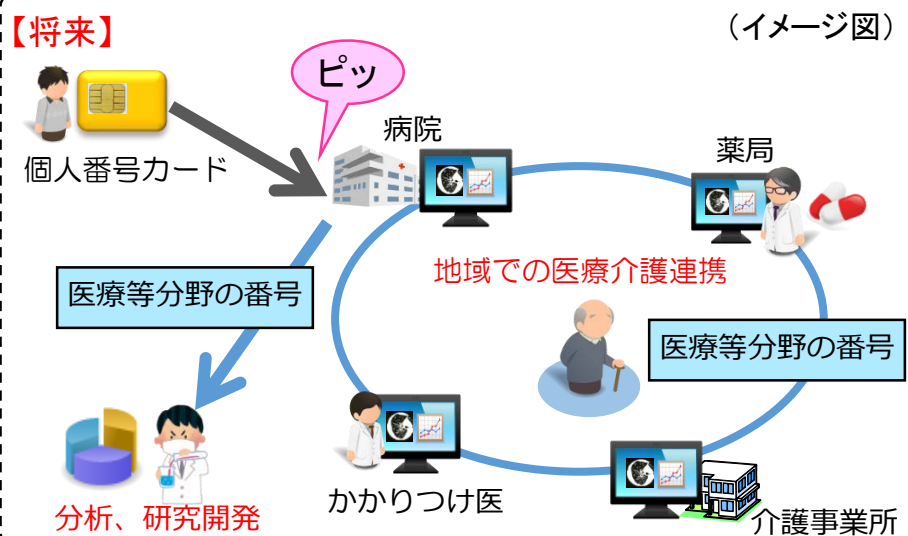 【将来】
（イメージ図）
ピッ
病院
薬局
個人番号カード
地域での医療介護連携
医療等分野の番号
医療等分野の番号
かかりつけ医
分析、研究開発
介護事業所